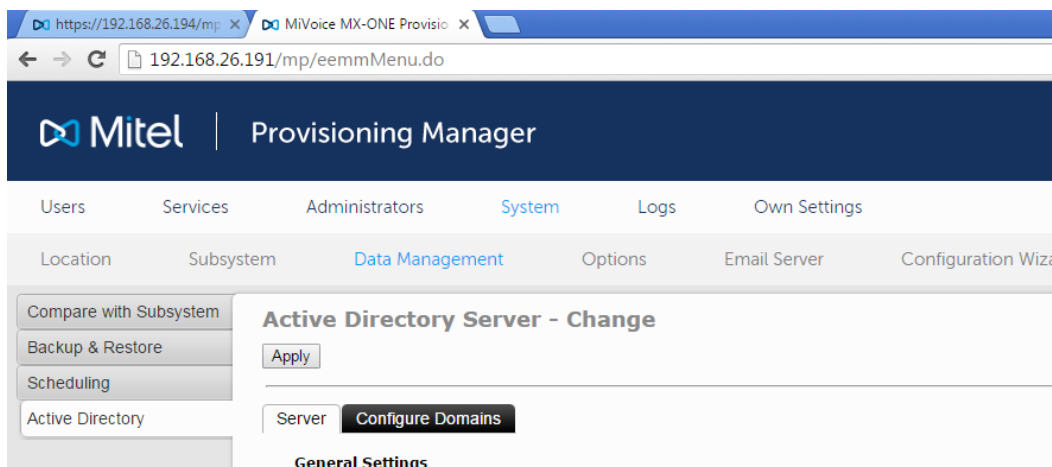 https://192.168.26.194/mp MiVoice MX-ONE Provisio
192.168.26.191/mp/eemmMenu.do
Mitel Provisioning Manager
Users Services Administrators System Logs Own Settings
Location Subsystem Data Management Options Email Server Configuration Wiza
Compare with Subsystem
Backup & Restore
Scheduling
Active Directory
Active Directory Server - Change
Apply
Server Configure Domains
General Settings